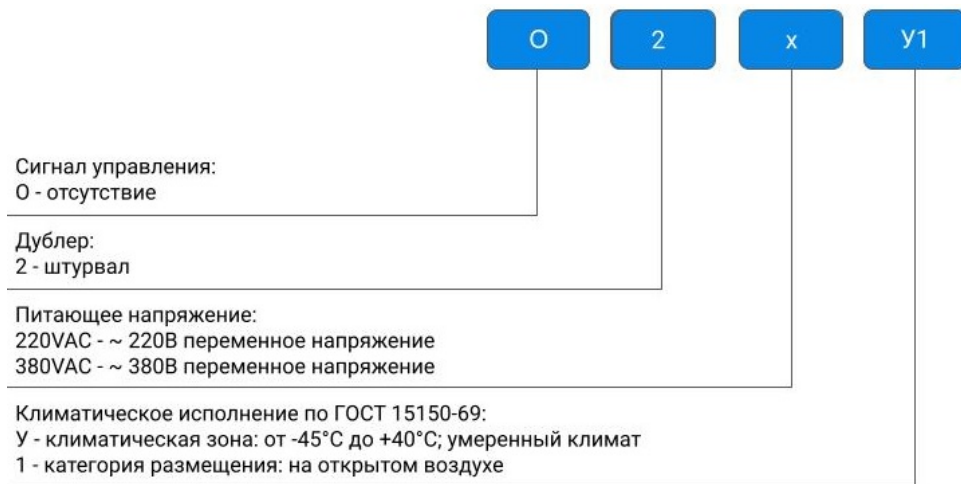 О 2 х У1
Сигнал управления:
О - отсутствие
Дублер:
2 - штурвал
Питающее напряжение:
220VAC - ~ 220В переменное напряжение
380VAC - ~ 380В переменное напряжение
Климатическое исполнение по ГОСТ 15150-69:
У - климатическая зона: от -45°С до +40°С; умеренный климат
1 - категория размещения: на открытом воздухе